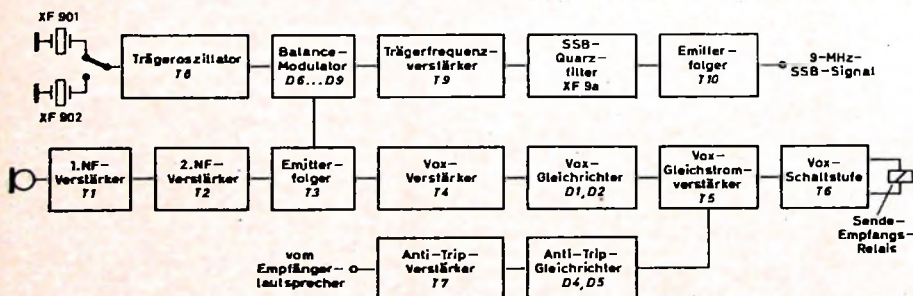 XF 901
XF 902
Trägeroszillator
T8
Balance-
Modulator
D6...D9
Trägerfrequenz-
verstärker
T9
SSB-
Quarz-
filter
XF 9a
Emitter-
folger
T10
9-MHz-
SSB-Signal
1.NF-
Verstärker
T1
2.NF-
Verstärker
T2
Emitter-
folger
T3
Vox-
Verstärker
T4
Vox-
Gleichrichter
D1, D2
Vox-
Gleichstrom-
verstärker
T5
Vox-
Schaltstufe
T6
Sende-
Empfangs-
Relais
vom
Empfänger-
lautsprecher
Anti-Trip-
Verstärker
T7
Anti-Trip-
Gleichrichter
D4, D5